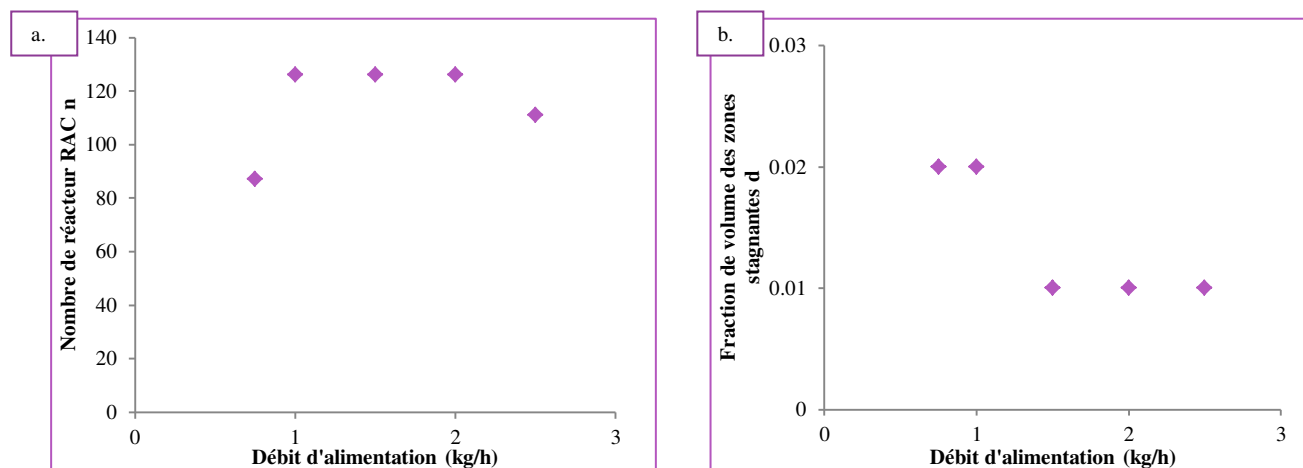 a.
Nombre de réacteur RAC n
140
120
100
80
60
40
20
0
0 1 2 3
Débit d'alimentation (kg/h)
b.
Fraction de volume des zones
stagnantes d
0.03
0.02
0.01
0
0 1 2 3
Débit d'alimentation (kg/h)